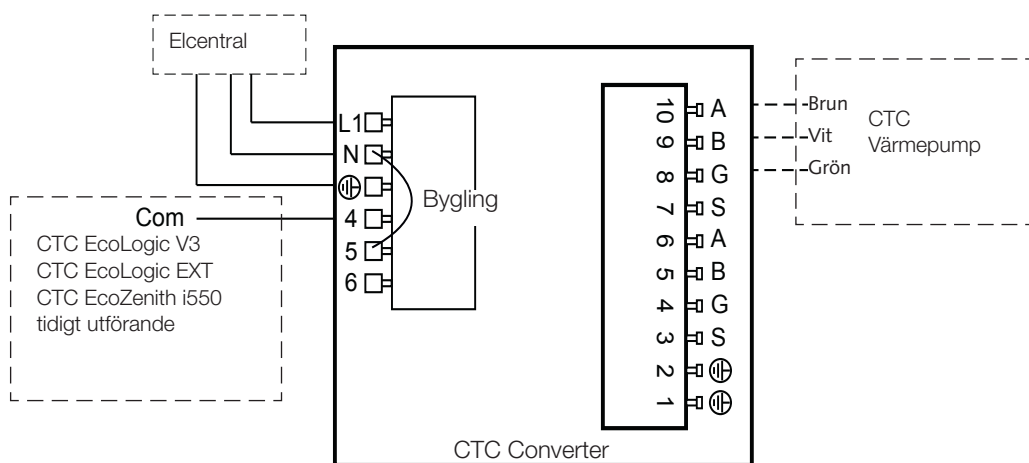 Elcentral
L1
N
4
5
6
Bygling
Com
CTC EcoLogic V3
CTC EcoLogic EXT
CTC EcoZenith i550
tidigt utförande
10 A
9 B
8 G
7 S
6 A
5 B
4 G
3 S
2
1
Brun
Vit
Grön
CTC
Värmepump
CTC Converter